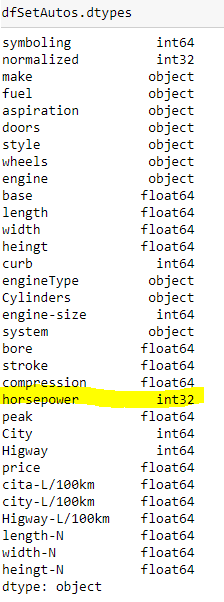 dfSetAutos.dtypes
symboling int64
normalized int32
make object
fuel object
aspiration object
doors object
style object
wheels object
engine object
base float64
length float64
width float64
heingt float64
curb int64
engineType object
Cylinders object
engine-size int64
system object
bore float64
stroke float64
compression float64
horsepower int32
peak float64
City int64
Higway int64
price float64
cita-L/100km float64
city-L/100km float64
Higway-L/100km float64
length-N float64
width-N float64
heingt-N float64
dtype: object